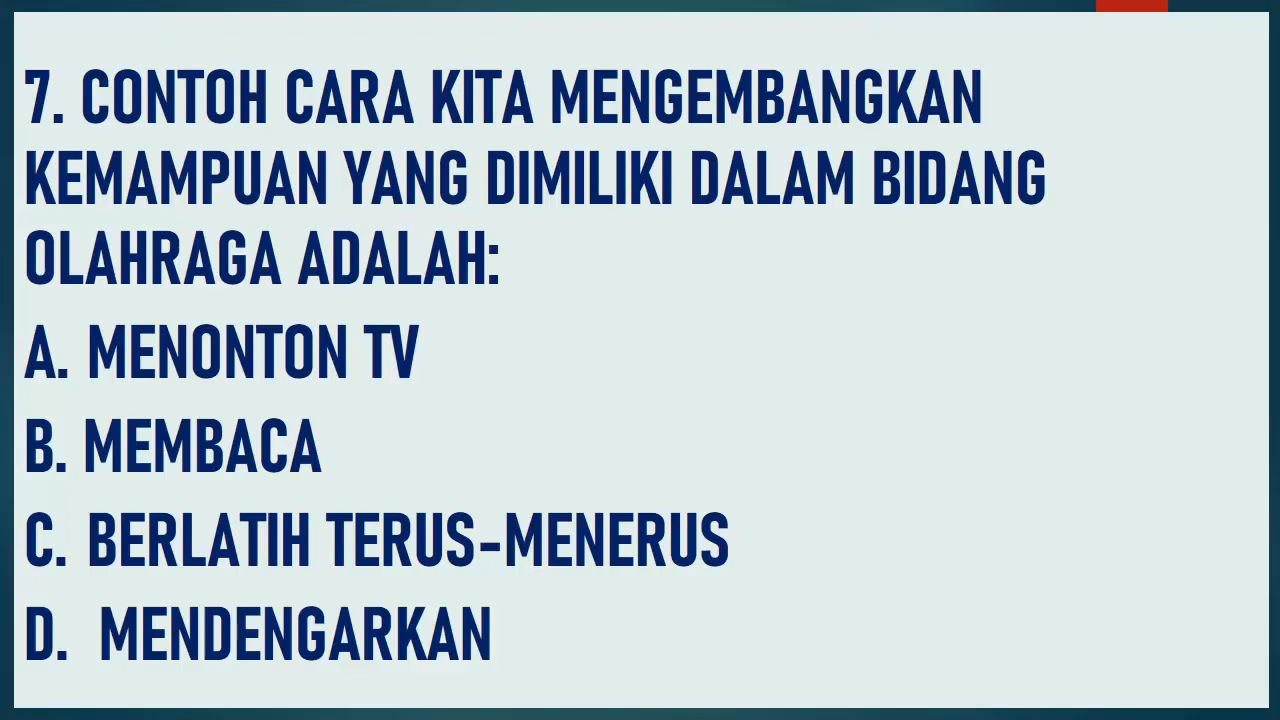 7. CONTOH CARA KITA MENGEMBANGKAN
KEMAMPUAN YANG DIMILIKI DALAM BIDANG
OLAHRAGA ADALAH:
A. MENONTON TV
B. MEMBACA
C. BERLATIH TERUS-MENERUS
D. MENDENGARKAN